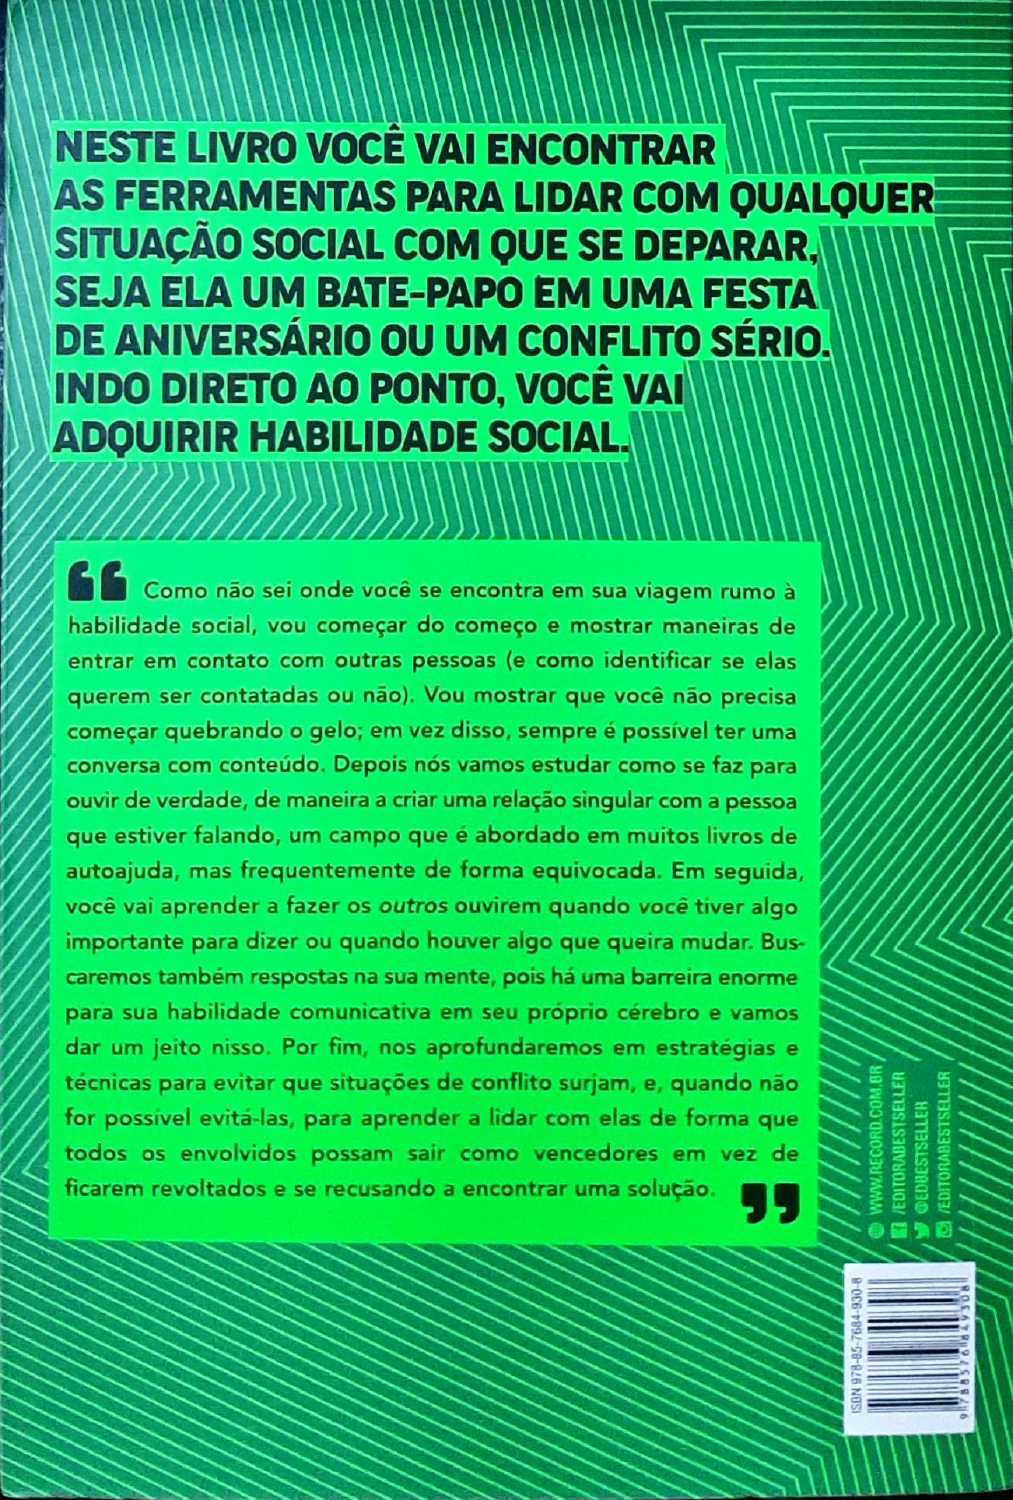 NESTE LIVRO VOCÊ VAI ENCONTRAR
AS FERRAMENTAS PARA LIDAR COM QUALQUER
SITUAÇÃO SOCIAL COM QUE SE DEPARAR,
SEJA ELA UM BATE-PAPO EM UMA FESTA
DE ANIVERSÁRIO OU UM CONFLITO SÉRIO.
INDO DIRETO AO PONTO, VOCÊ VAI
ADQUIRIR HABILIDADE SOCIAL.
“ Como não sei onde você se encontra em sua viagem rumo à
habilidade social, vou começar do começo e mostrar maneiras de
entrar em contato com outras pessoas (e como identificar se elas
querem ser contatadas ou não). Vou mostrar que você não precisa
começar quebrando o gelo; em vez disso, sempre é possível ter uma
conversa com conteúdo. Depois nós vamos estudar como se faz para
ouvir de verdade, de maneira a criar uma relação singular com a pessoa
que estiver falando, um campo que é abordado em muitos livros de
autoajuda, mas frequentemente de forma equivocada. Em seguida,
você vai aprender a fazer os outros ouvirem quando você tiver algo
importante para dizer ou quando houver algo que queira mudar. Bus-
caremos também respostas na sua mente, pois há uma barreira enorme
para sua habilidade comunicativa em seu próprio cérebro e vamos
dar um jeito nisso. Por fim, nos aprofundaremos em estratégias e
técnicas para evitar que situações de conflito surjam, e, quando não
for possível evitá-las, para aprender a lidar com elas de forma que
todos os envolvidos possam sair como vencedores em vez de
ficarem revoltados e se recusando a encontrar uma solução. ”
WWW.RECORD.COM.BR
/EDITORABESTSELLER
@EDBESTSELLER
/EDITORABESTSELLER
ISBN 978-85-7684-930-8
9 788576 849308